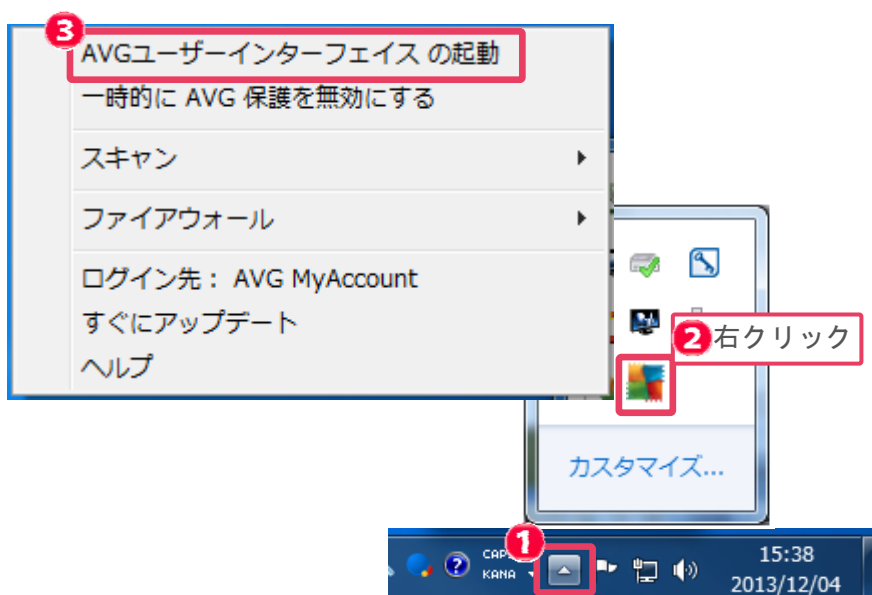 3
AVGユーザーインターフェイス の起動
一時的に AVG 保護を無効にする
スキャン
ファイアウォール
ログイン先： AVG MyAccount
すぐにアップデート
ヘルプ
2 右クリック
カスタマイズ...
1
KANA
15:38
2013/12/04